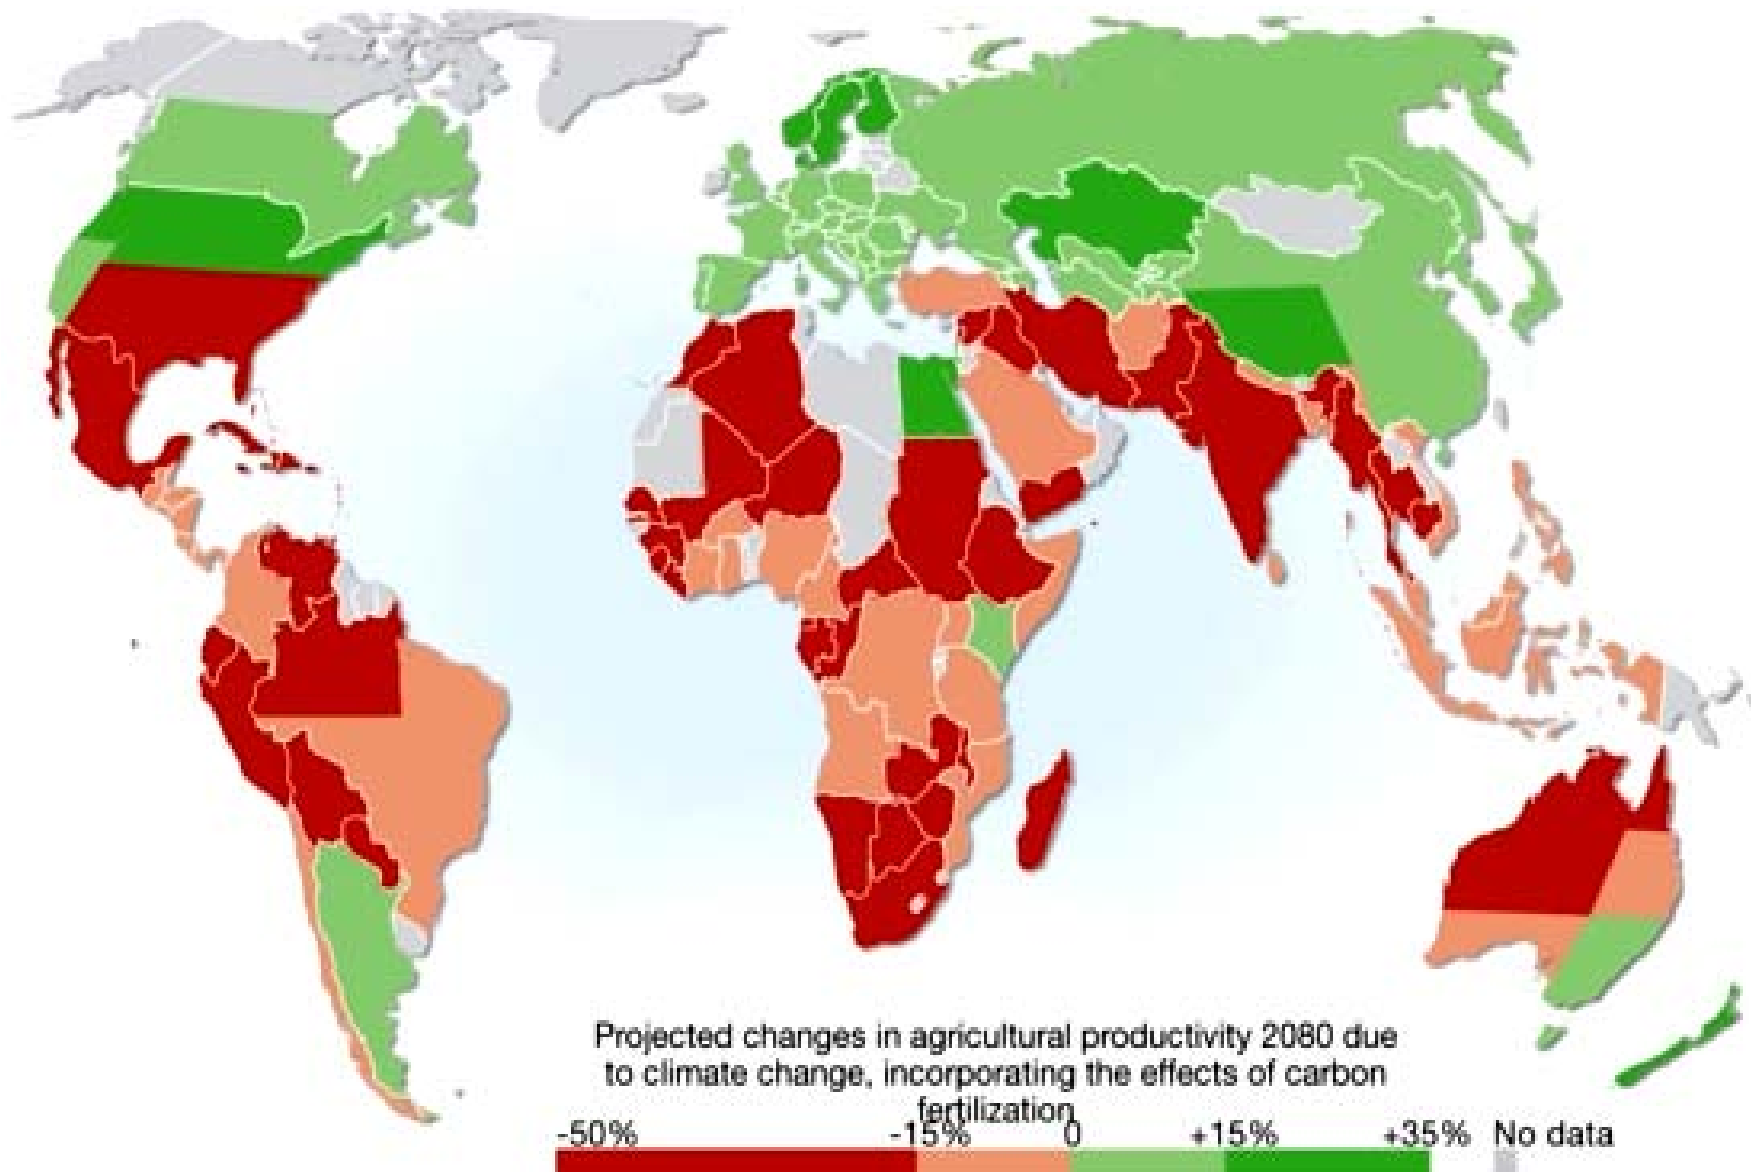 Projected changes in agricultural productivity 2080 due
to climate change, incorporating the effects of carbon
fertilization
-50% -15% 0 +15% +35% No data